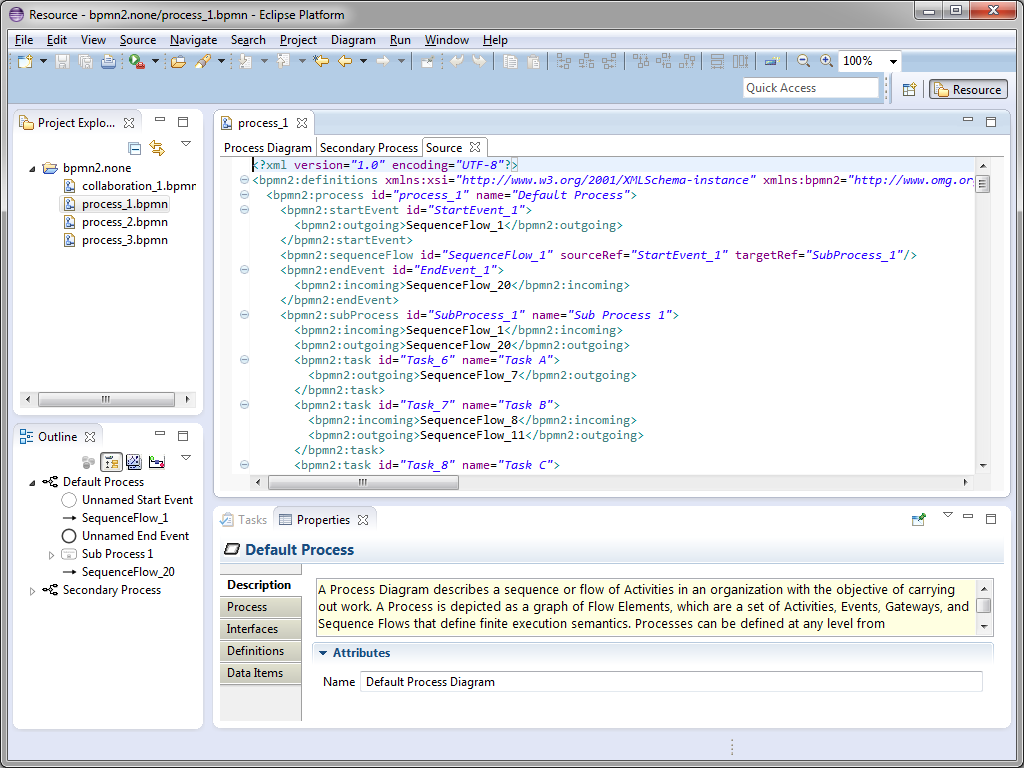 Resource - bpmn2.none/process_1.bpmn - Eclipse Platform
File Edit View Source Navigate Search Project Diagram Run Window Help
100%
Quick Access
Resource
Project Explo...
bpmn2.none
collaboration_1.bpmn
process_1.bpmn
process_2.bpmn
process_3.bpmn
Outline
Default Process
Unnamed Start Event
SequenceFlow_1
Unnamed End Event
Sub Process 1
SequenceFlow_20
Secondary Process
process_1
Process Diagram Secondary Process Source
<?xml version="1.0" encoding="UTF-8"?>
<bpmn2:definitions xmlns:xsi="http://www.w3.org/2001/XMLSchema-instance" xmlns:bpmn2="http://www.omg.or
<bpmn2:process id="process_1" name="Default Process">
<bpmn2:startEvent id="StartEvent_1">
<bpmn2:outgoing>SequenceFlow_1</bpmn2:outgoing>
</bpmn2:startEvent>
<bpmn2:sequenceFlow id="SequenceFlow_1" sourceRef="StartEvent_1" targetRef="SubProcess_1"/>
<bpmn2:endEvent id="EndEvent_1">
<bpmn2:incoming>SequenceFlow_20</bpmn2:incoming>
</bpmn2:endEvent>
<bpmn2:subProcess id="SubProcess_1" name="Sub Process 1">
<bpmn2:incoming>SequenceFlow_1</bpmn2:incoming>
<bpmn2:outgoing>SequenceFlow_20</bpmn2:outgoing>
<bpmn2:task id="Task_6" name="Task A">
<bpmn2:outgoing>SequenceFlow_7</bpmn2:outgoing>
</bpmn2:task>
<bpmn2:task id="Task_7" name="Task B">
<bpmn2:incoming>SequenceFlow_8</bpmn2:incoming>
<bpmn2:outgoing>SequenceFlow_11</bpmn2:outgoing>
</bpmn2:task>
<bpmn2:task id="Task_8" name="Task C">
Tasks Properties
Default Process
Description
Process
Interfaces
Definitions
Data Items
A Process Diagram describes a sequence or flow of Activities in an organization with the objective of carrying
out work. A Process is depicted as a graph of Flow Elements, which are a set of Activities, Events, Gateways, and
Sequence Flows that define finite execution semantics. Processes can be defined at any level from
Attributes
Name Default Process Diagram